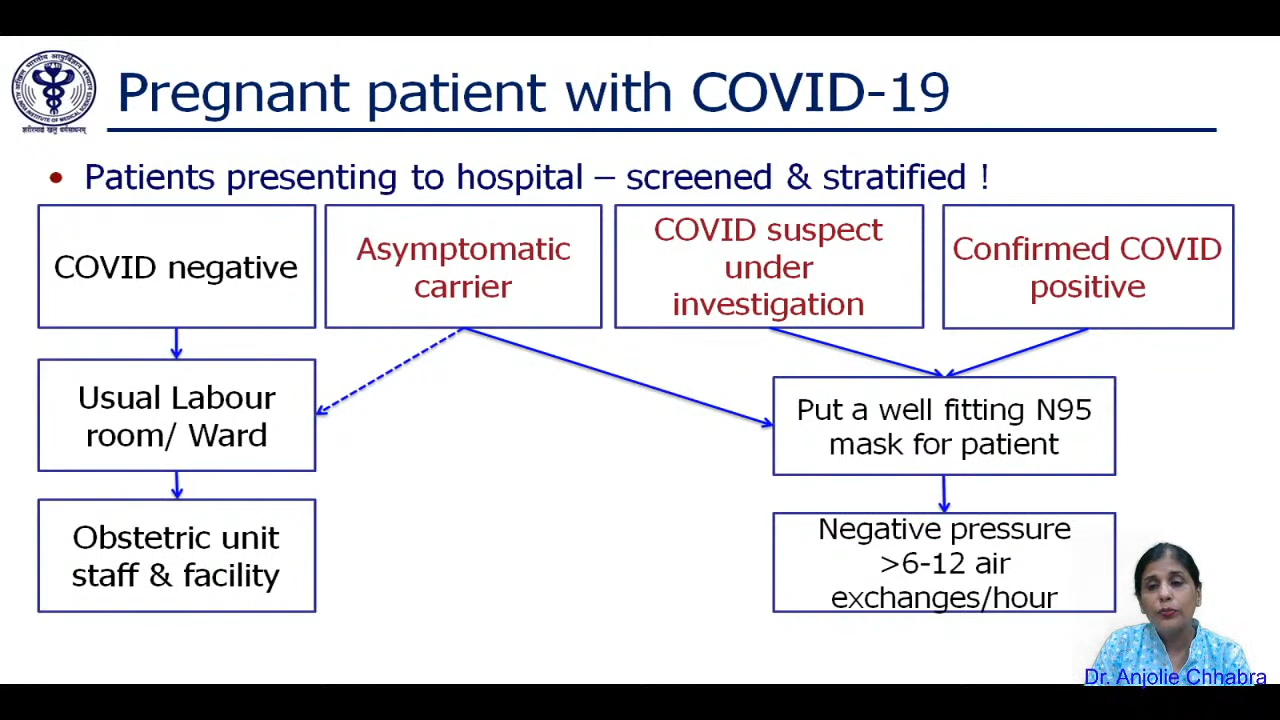 Pregnant patient with COVID-19
• Patients presenting to hospital – screened & stratified !
COVID negative
Asymptomatic
carrier
COVID suspect
under
investigation
Confirmed COVID
positive
Usual Labour
room/ Ward
Put a well fitting N95
mask for patient
Obstetric unit
staff & facility
Negative pressure
>6-12 air
exchanges/hour
Dr. Anjolie Chhabra